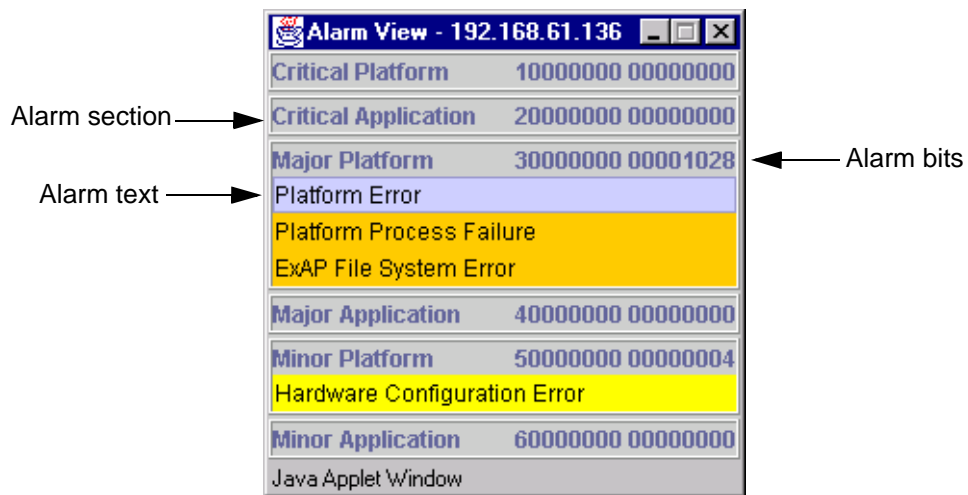 Alarm View - 192.168.61.136
Critical Platform 10000000 00000000
Alarm section
Critical Application 20000000 00000000
Major Platform 30000000 00001028
Alarm bits
Alarm text
Platform Error
Platform Process Failure
ExAP File System Error
Major Application 40000000 00000000
Minor Platform 50000000 00000004
Hardware Configuration Error
Minor Application 60000000 00000000
Java Applet Window